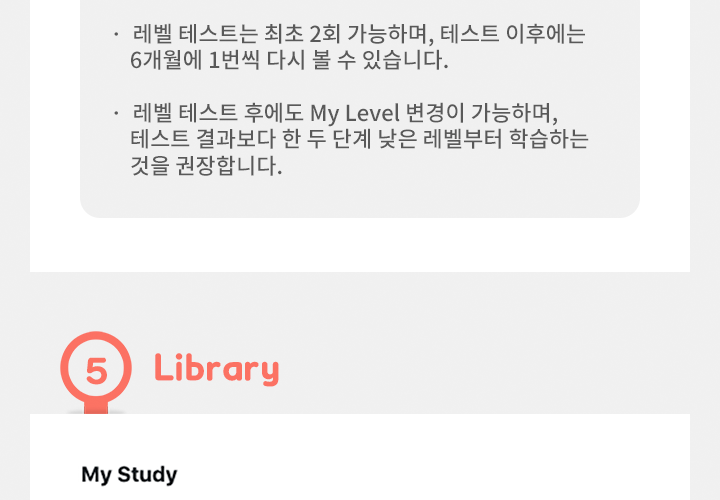 · 레벨 테스트는 최초 2회 가능하며, 테스트 이후에는
6개월에 1번씩 다시 볼 수 있습니다.
· 레벨 테스트 후에도 My Level 변경이 가능하며,
테스트 결과보다 한 두 단계 낮은 레벨부터 학습하는
것을 권장합니다.
5 Library
My Study